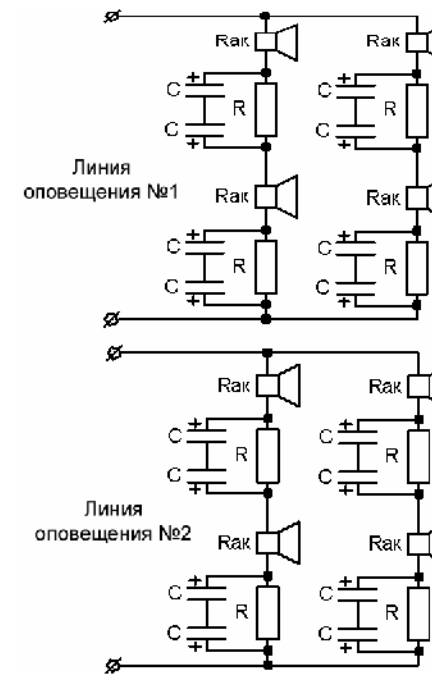 Rак Rак
+ +
C R C R
C C
+ +
Линия
оповещения №1
Rак Rак
+ +
C R C R
C C
+ +
Rак Rак
+ +
C R C R
C C
+ +
Линия
оповещения №2
Rак Rак
+ +
C R C R
C C
+ +